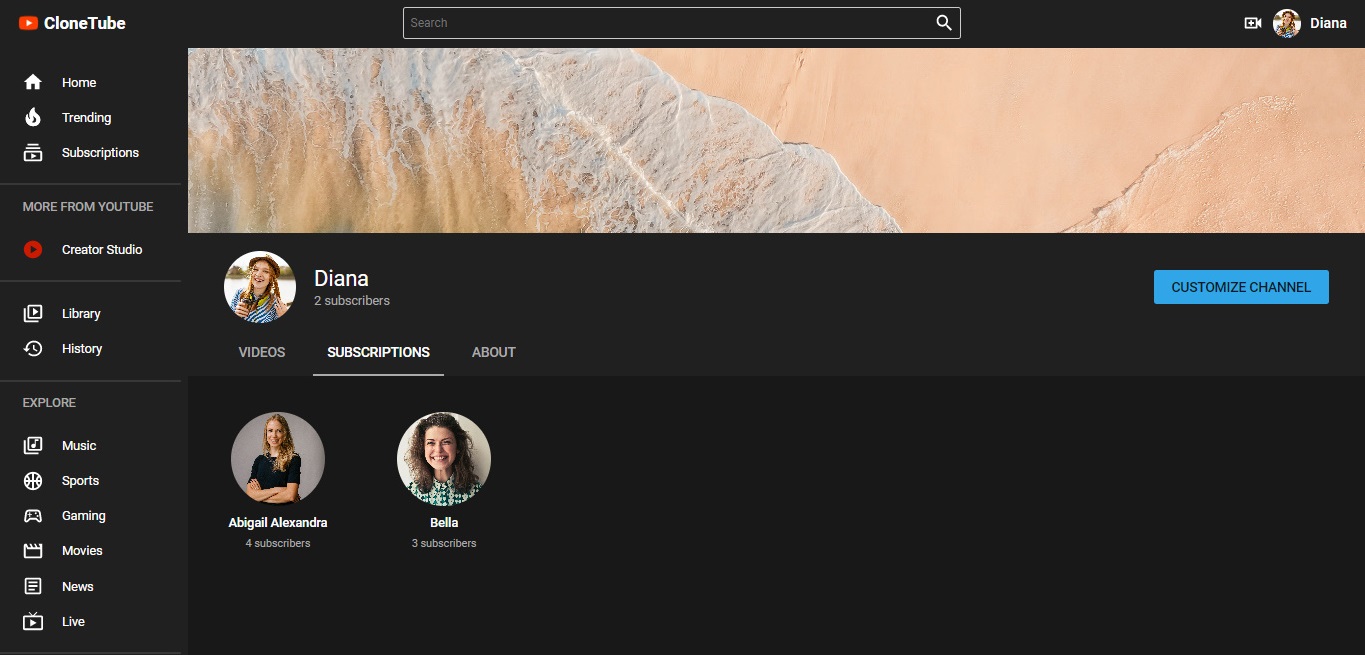 CloneTube
Search
Diana
Home
Trending
Subscriptions
MORE FROM YOUTUBE
Creator Studio
Library
History
EXPLORE
Music
Sports
Gaming
Movies
News
Live
Diana
2 subscribers
CUSTOMIZE CHANNEL
VIDEOS SUBSCRIPTIONS ABOUT
Abigail Alexandra
4 subscribers
Bella
3 subscribers